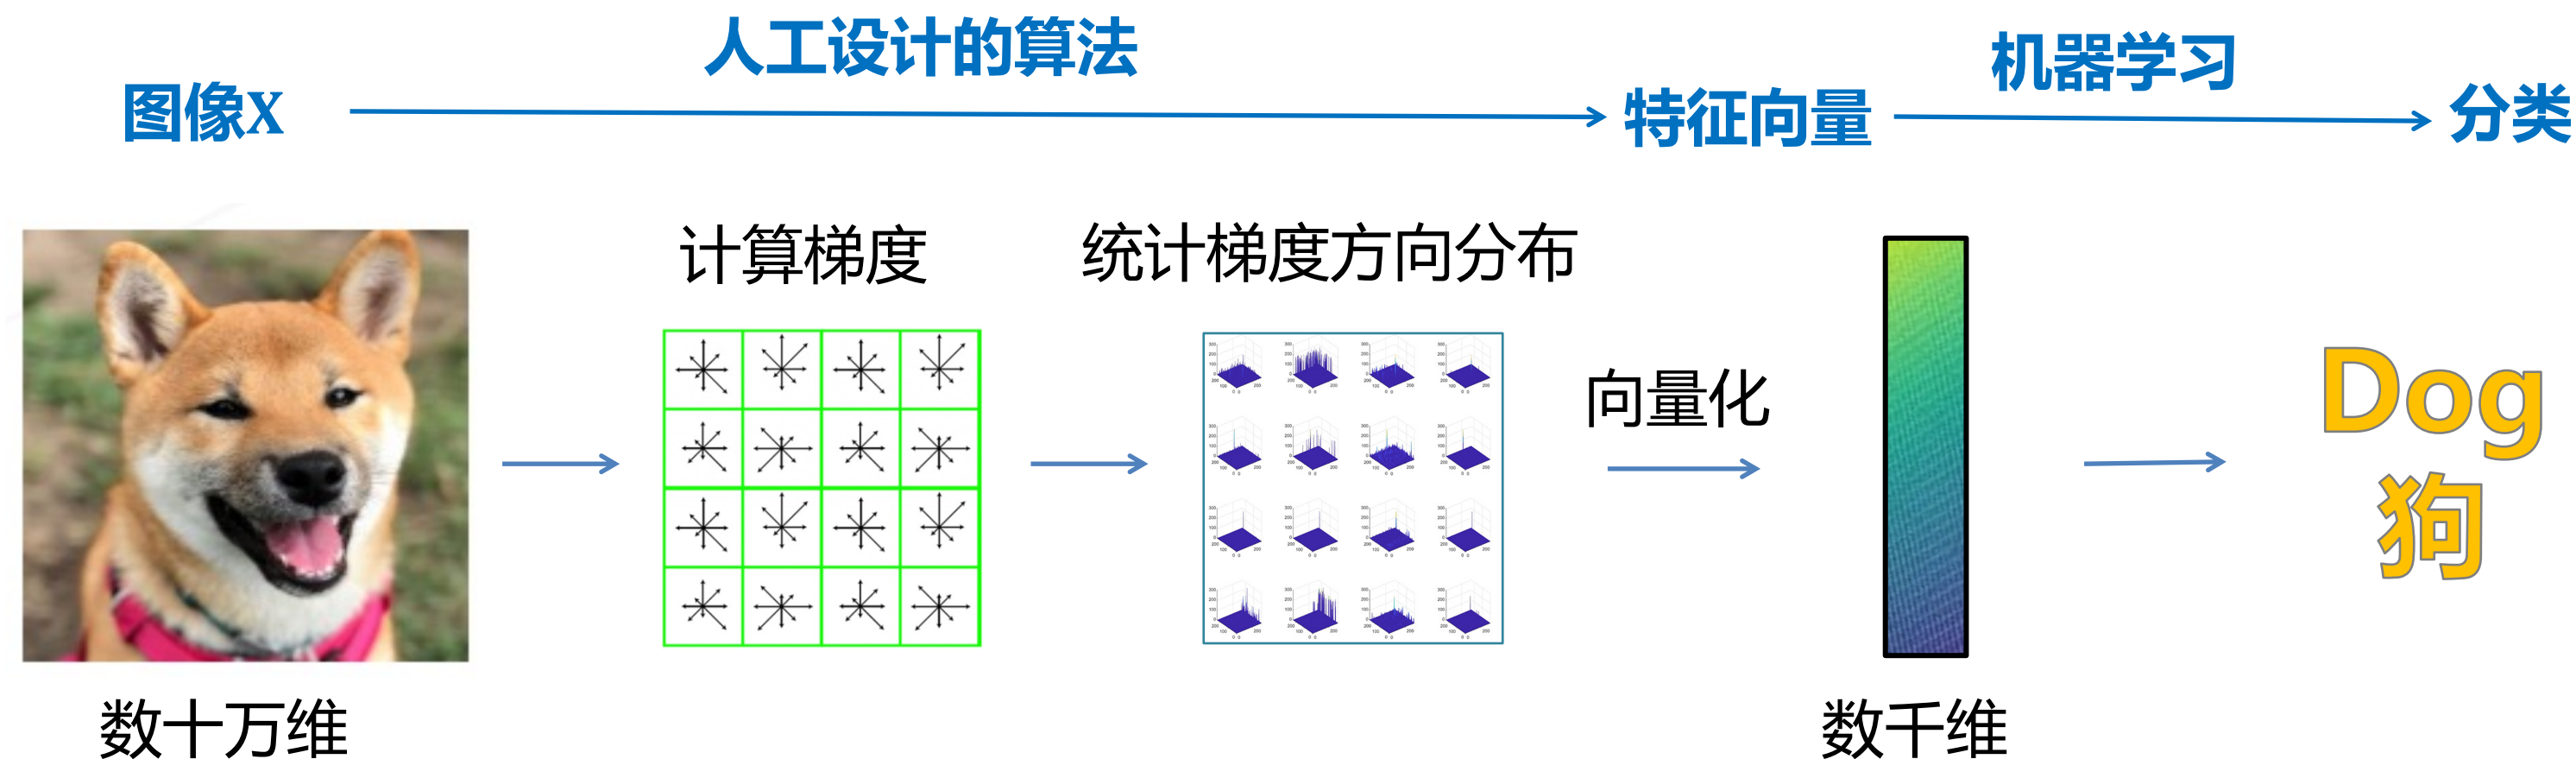 人工设计的算法
机器学习
图像X
特征向量
分类
计算梯度
统计梯度方向分布
向量化
Dog
狗
数十万维
数千维